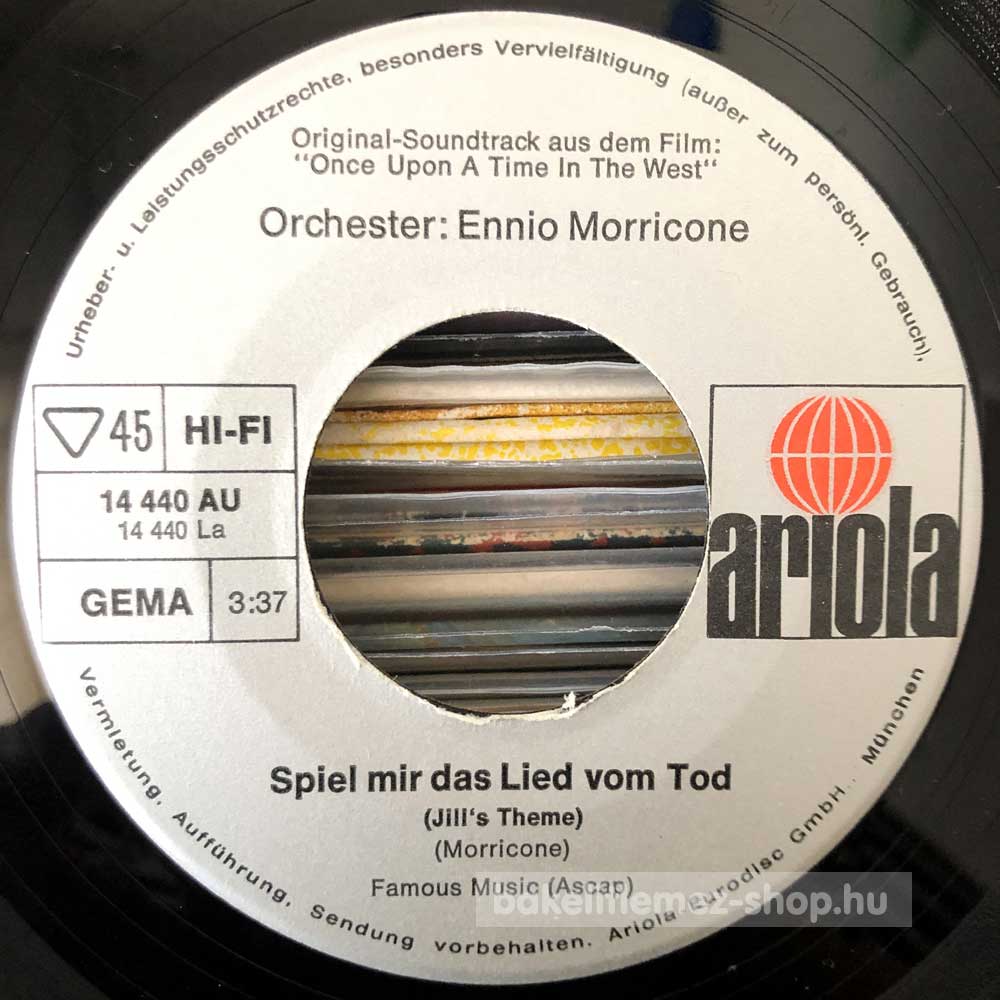 Urheber- u. Leistungsschutzrechte, besonders Vervielfältigung (außer zum persönl. Gebrauch),
Original-Soundtrack aus dem Film:
"Once Upon A Time In The West"
Orchester: Ennio Morricone
45 HI-FI
14 440 AU
14 440 La
GEMA 3:37
ariola
Spiel mir das Lied vom Tod
(Jill's Theme)
(Morricone)
Famous Music (Ascap)
Vermietung, Aufführung, Sendung vorbehalten. Ariola-Eurodisc GmbH., München
bakelitlemez-shop.hu